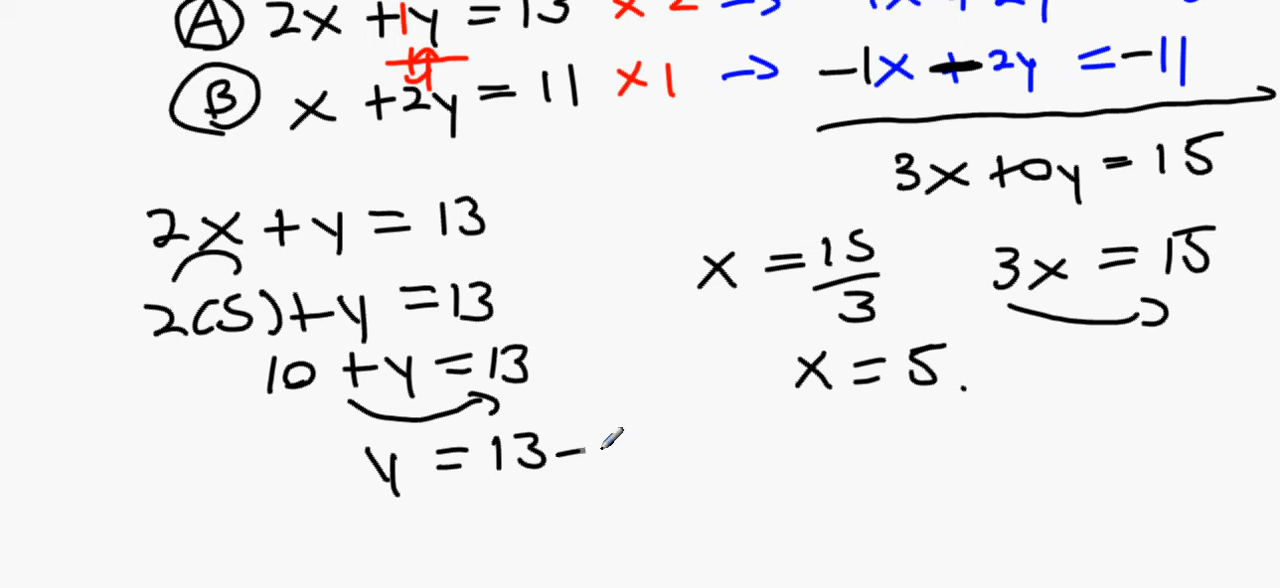 A 2x + 1y = 13 x 2 →
B x + 2y = 11 x 1 → -1x - 2y = -11
3x + 0y = 15
2x + y = 13
x = 15/3 3x = 15
2(5) + y = 13
10 + y = 13 x = 5.
y = 13 -